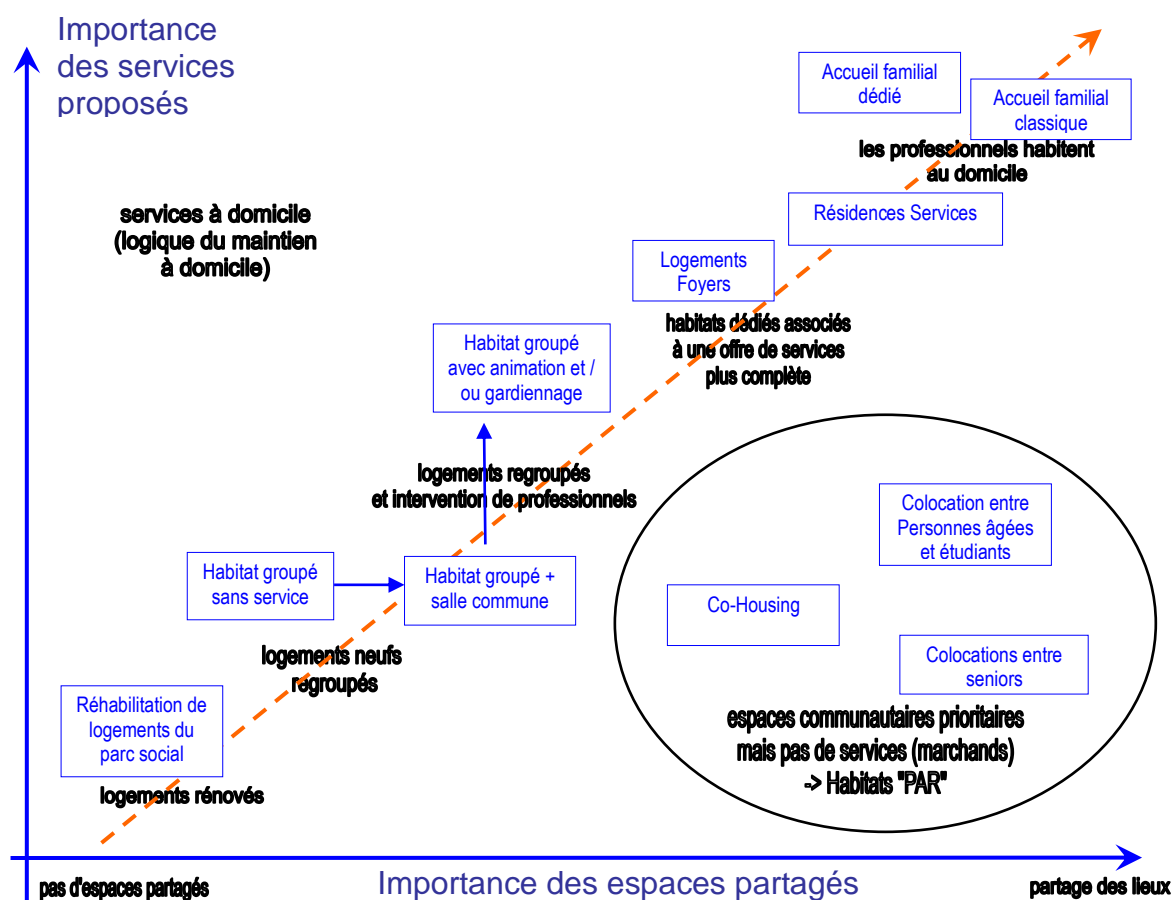 Importance
des services
proposés
Accueil familial
dédié
Accueil familial
classique
les professionnels habitent
au domicile
services à domicile
(logique du maintien
à domicile)
Résidences Services
Logements
Foyers
habitats dédiés associés
à une offre de services
plus complète
Habitat groupé
avec animation et /
ou gardiennage
logements regroupés
et intervention de professionnels
Colocation entre
Personnes âgées
et étudiants
Habitat groupé
sans service
Habitat groupé +
salle commune
Co-Housing
Colocations entre
seniors
logements neufs
regroupés
Réhabilitation de
logements du
parc social
espaces communautaires prioritaires
mais pas de services (marchands)
-> Habitats "PAR"
logements rénovés
pas d'espaces partagés
Importance des espaces partagés
partage des lieux